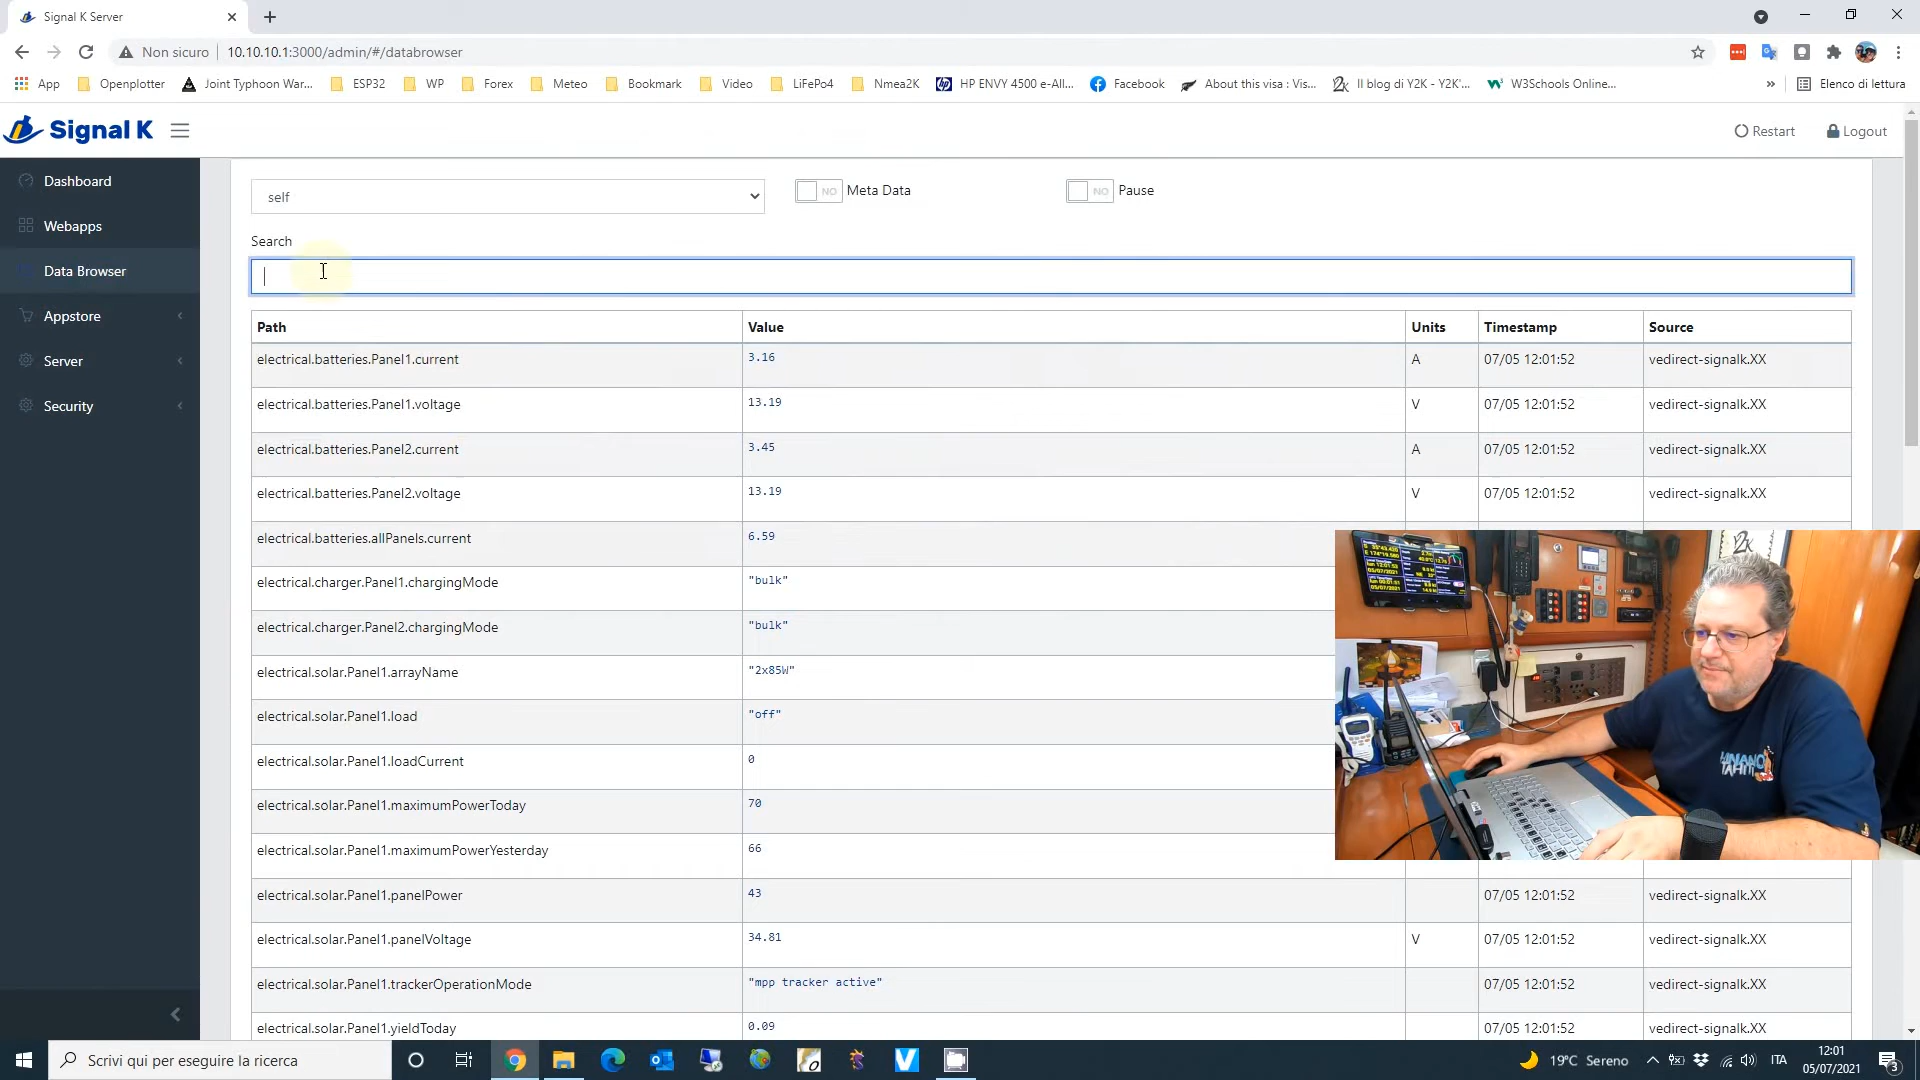 Signal K Server
Non sicuro 10.10.10.1:3000/admin/#/databrowser
App Openplotter Joint Typhoon War... ESP32 WP Forex Meteo Bookmark Video LiFePo4 Nmea2K HP ENVY 4500 e-All... Facebook About this visa : Vis... Il blog di Y2K - Y2K'... W3Schools Online... » Elenco di lettura
Signal K Restart Logout
Dashboard
Webapps
Data Browser
Appstore
Server
Security
self NO Meta Data NO Pause
Search
Path Value Units Timestamp Source
electrical.batteries.Panel1.current 3.16 A 07/05 12:01:52 vedirect-signalk.XX
electrical.batteries.Panel1.voltage 13.19 V 07/05 12:01:52 vedirect-signalk.XX
electrical.batteries.Panel2.current 3.45 A 07/05 12:01:52 vedirect-signalk.XX
electrical.batteries.Panel2.voltage 13.19 V 07/05 12:01:52 vedirect-signalk.XX
electrical.batteries.allPanels.current 6.59
electrical.charger.Panel1.chargingMode "bulk"
electrical.charger.Panel2.chargingMode "bulk"
electrical.solar.Panel1.arrayName "2x85W"
electrical.solar.Panel1.load "off"
electrical.solar.Panel1.loadCurrent 0
electrical.solar.Panel1.maximumPowerToday 70
electrical.solar.Panel1.maximumPowerYesterday 66
electrical.solar.Panel1.panelPower 43 07/05 12:01:52 vedirect-signalk.XX
electrical.solar.Panel1.panelVoltage 34.81 V 07/05 12:01:52 vedirect-signalk.XX
electrical.solar.Panel1.trackerOperationMode "mpp tracker active" 07/05 12:01:52 vedirect-signalk.XX
electrical.solar.Panel1.yieldToday 0.09 07/05 12:01:52 vedirect-signalk.XX
Scrivi qui per eseguire la ricerca 19°C Sereno ITA 12:01
05/07/2021 3